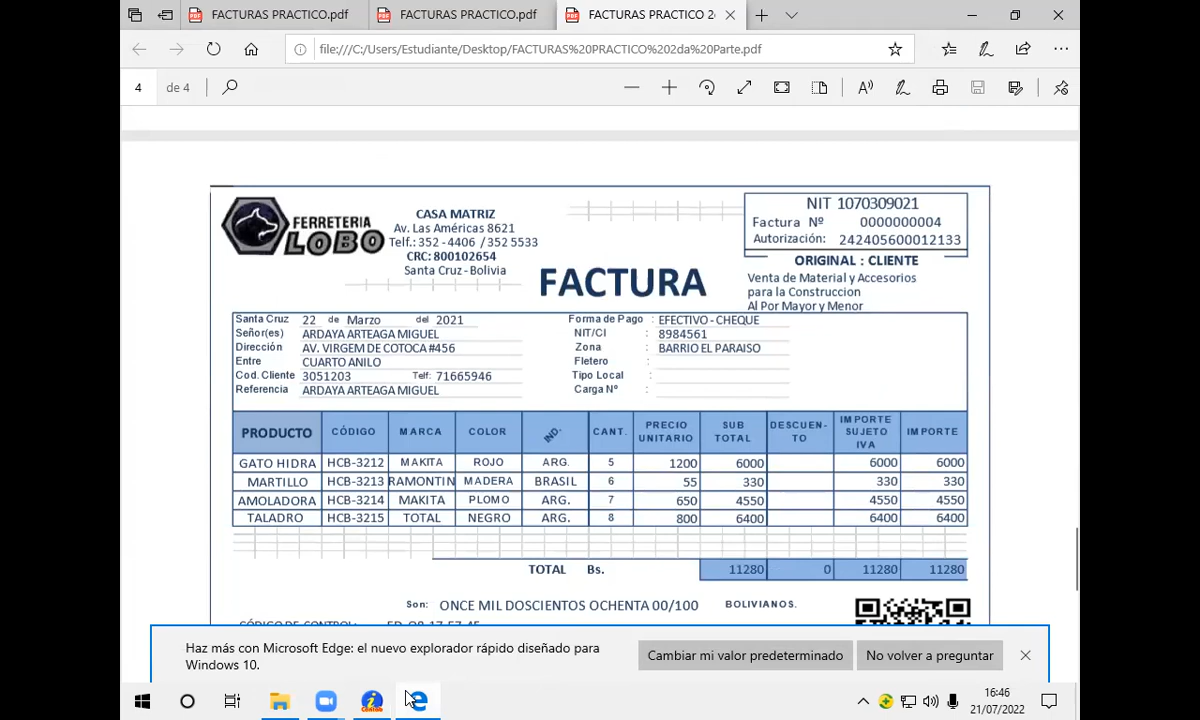 FACTURAS PRACTICO.pdf
FACTURAS PRACTICO.pdf
FACTURAS PRACTICO 2
file:///C:/Users/Estudiante/Desktop/FACTURAS%20PRACTICO%202da%20Parte.pdf
4 de 4
FERRETERIA
LOBO
CASA MATRIZ
Av. Las Américas 8621
Telf.: 352 - 4406 / 352 5533
CRC: 800102654
Santa Cruz - Bolivia
FACTURA
NIT 1070309021
Factura Nº 0000000004
Autorización: 242405600012133
ORIGINAL : CLIENTE
Venta de Material y Accesorios
para la Construccion
Al Por Mayor y Menor
Santa Cruz 22 de Marzo del 2021 Forma de Pago : EFECTIVO - CHEQUE
Señor(es) ARDAYA ARTEAGA MIGUEL NIT/CI : 8984561
Dirección AV. VIRGEM DE COTOCA #456 Zona : BARRIO EL PARAISO
Entre CUARTO ANILO Fletero :
Cod. Cliente 3051203 Telf: 71665946 Tipo Local :
Referencia ARDAYA ARTEAGA MIGUEL Carga Nº :
PRODUCTO CÓDIGO MARCA COLOR IND. CANT. PRECIO UNITARIO SUB TOTAL DESCUEN- TO IMPORTE SUJETO IVA IMPORTE
GATO HIDRA HCB-3212 MAKITA ROJO ARG. 5 1200 6000 6000 6000
MARTILLO HCB-3213 RAMONTIN MADERA BRASIL 6 55 330 330 330
AMOLADORA HCB-3214 MAKITA PLOMO ARG. 7 650 4550 4550 4550
TALADRO HCB-3215 TOTAL NEGRO ARG. 8 800 6400 6400 6400
TOTAL Bs. 11280 0 11280 11280
Son: ONCE MIL DOSCIENTOS OCHENTA 00/100 BOLIVIANOS.
Haz más con Microsoft Edge: el nuevo explorador rápido diseñado para
Windows 10.
Cambiar mi valor predeterminado
No volver a preguntar
16:46
21/07/2022